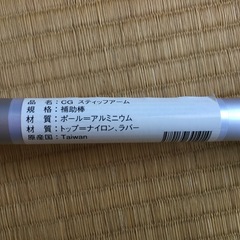 品 名：CG スティッフアーム
規 格：補助棒
材 質：ポール＝アルミニウム
材 質：トップ＝ナイロン、ラバー
原産国：Taiwan